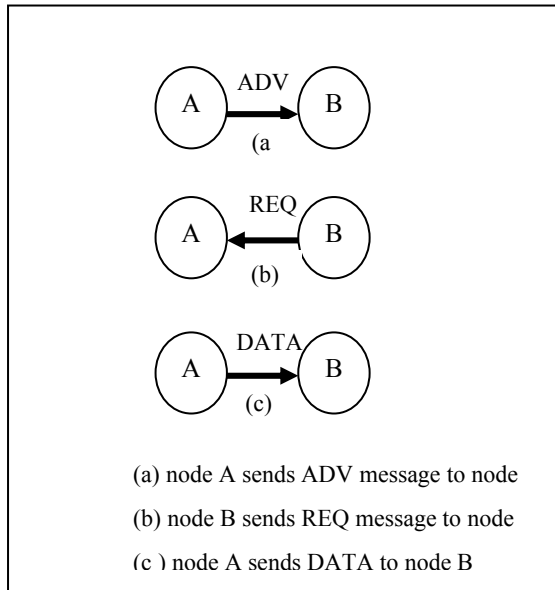 ADV
A B
(a
REQ
A B
(b)
DATA
A B
(c)
(a) node A sends ADV message to node
(b) node B sends REQ message to node
(c ) node A sends DATA to node B